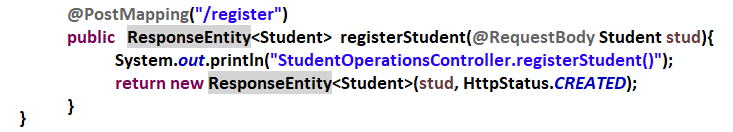 @PostMapping("/register")
public ResponseEntity<Student> registerStudent(@RequestBody Student stud){
System.out.println("StudentOperationsController.registerStudent()");
return new ResponseEntity<Student>(stud, HttpStatus.CREATED);
}
}